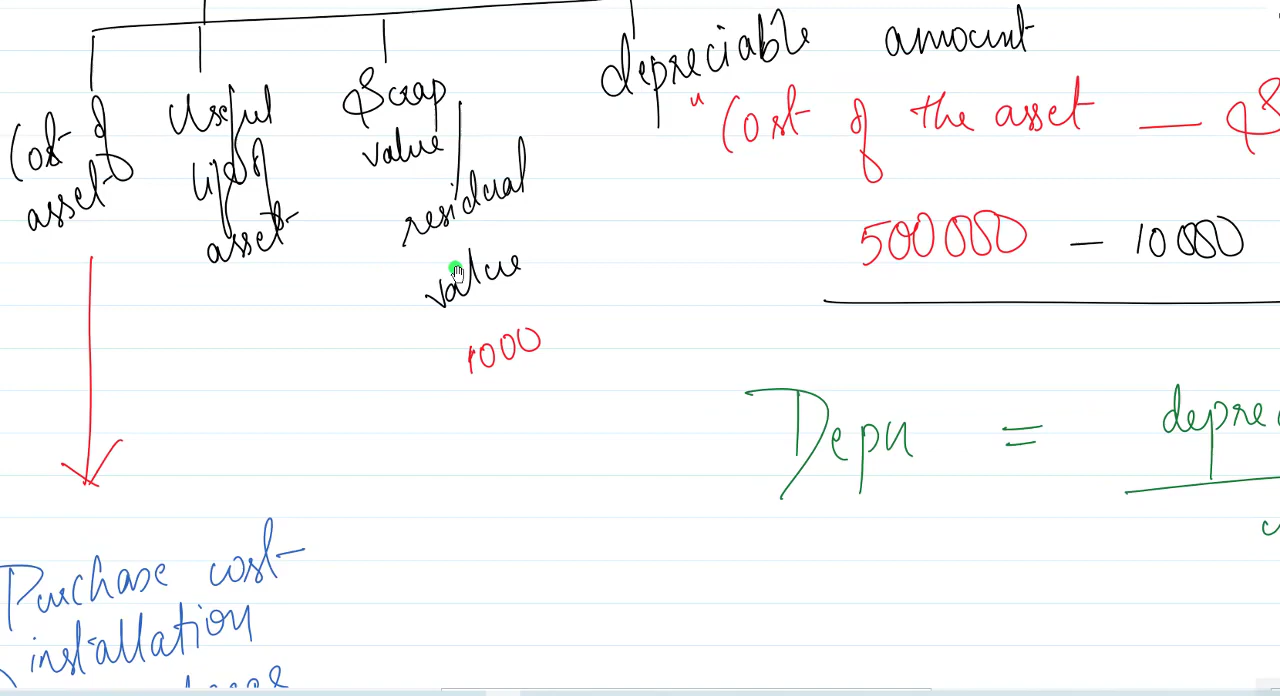 depreciable amount
Cost of asset
Useful life of asset
Scrap value
residual value
1000
"Cost of the asset — S
500000 — 10000
Depn = deprec
Purchase cost
installation